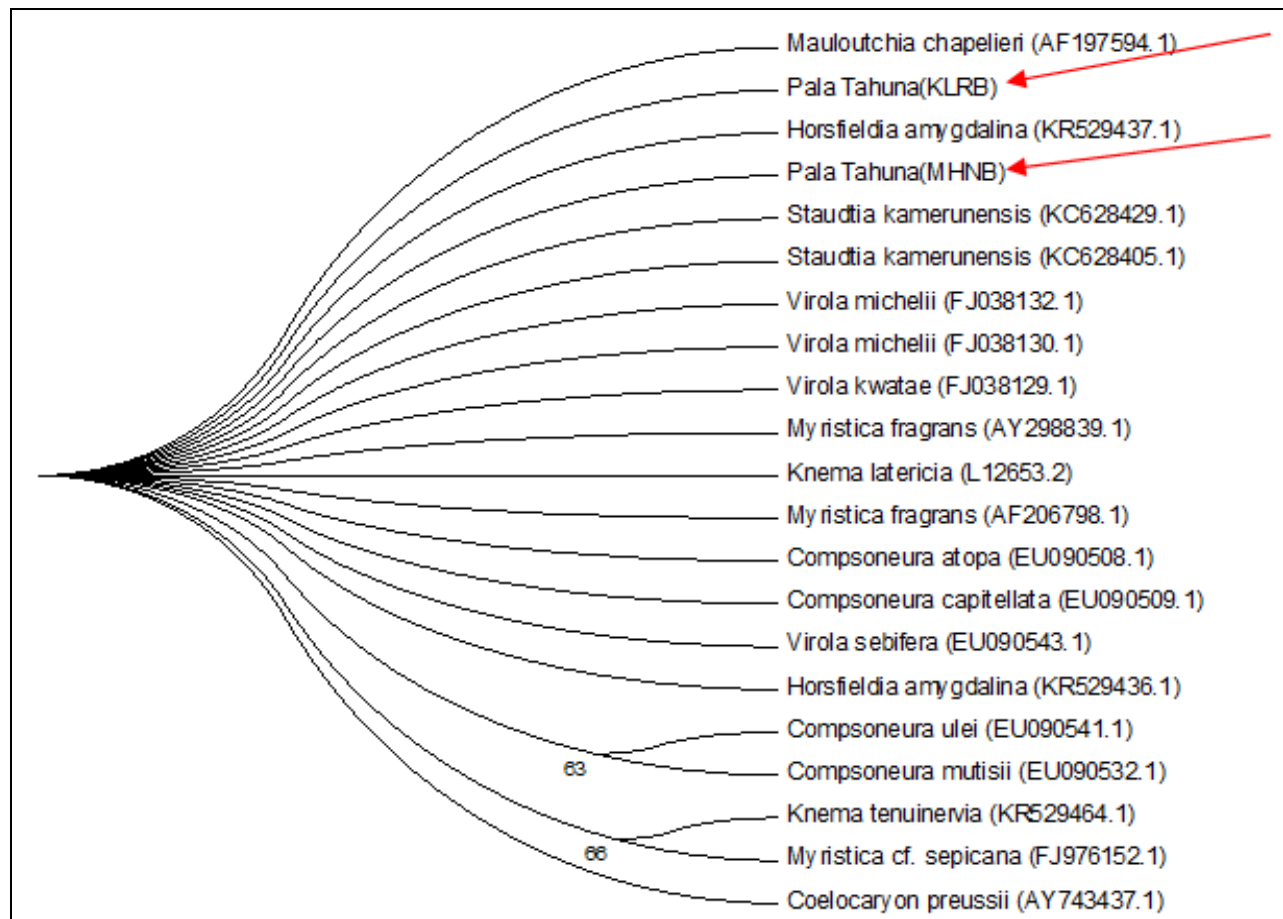 Mauloutchia chapelieri (AF197594.1)
Pala Tahuna(KLRB)
Horsfieldia amygdalina (KR529437.1)
Pala Tahuna(MHNB)
Staudtia kamerunensis (KC628429.1)
Staudtia kamerunensis (KC628405.1)
Virola michelii (FJ038132.1)
Virola michelii (FJ038130.1)
Virola kwatae (FJ038129.1)
Myristica fragrans (AY298839.1)
Knema latericia (L12653.2)
Myristica fragrans (AF206798.1)
Compsoneura atopa (EU090508.1)
Compsoneura capitellata (EU090509.1)
Virola sebifera (EU090543.1)
Horsfieldia amygdalina (KR529436.1)
Compsoneura ulei (EU090541.1)
63
Compsoneura mutisii (EU090532.1)
Knema tenuinervia (KR529464.1)
66
Myristica cf. sepicana (FJ976152.1)
Coelocaryon preussii (AY743437.1)